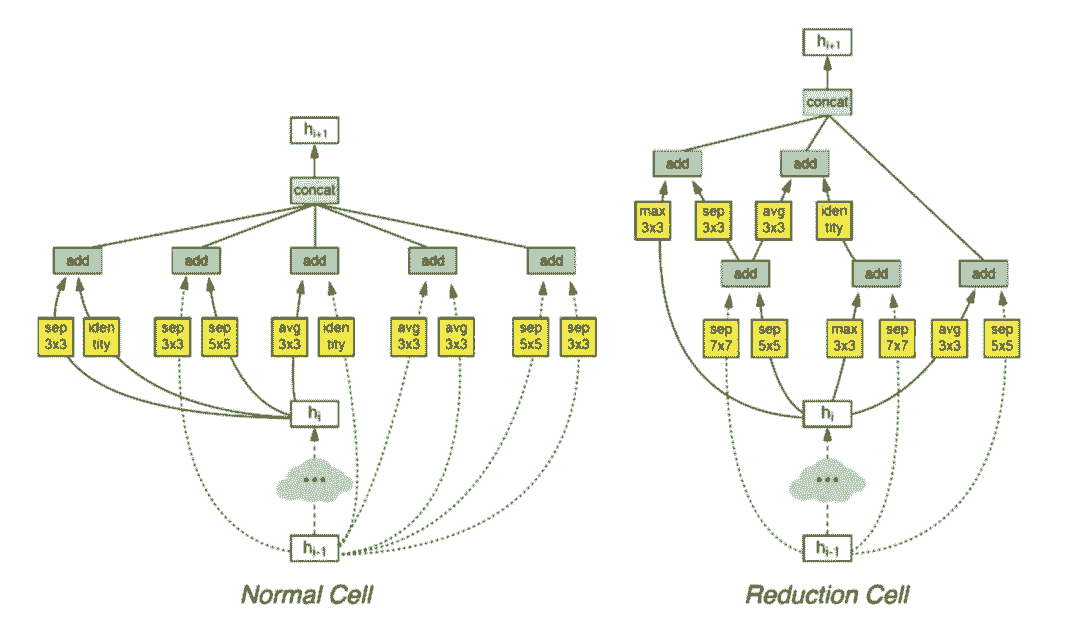 h_{i+1}
concat
add
add
add
add
add
sep 3x3
iden tity
sep 3x3
sep 5x5
avg 3x3
iden tity
avg 3x3
avg 3x3
sep 5x5
sep 3x3
h_i
...
h_{i-1}
Normal Cell
h_{i+1}
concat
add
add
max 3x3
sep 3x3
avg 3x3
iden tity
add
add
add
sep 7x7
sep 5x5
max 3x3
sep 7x7
avg 3x3
sep 5x5
h_i
...
h_{i-1}
Reduction Cell